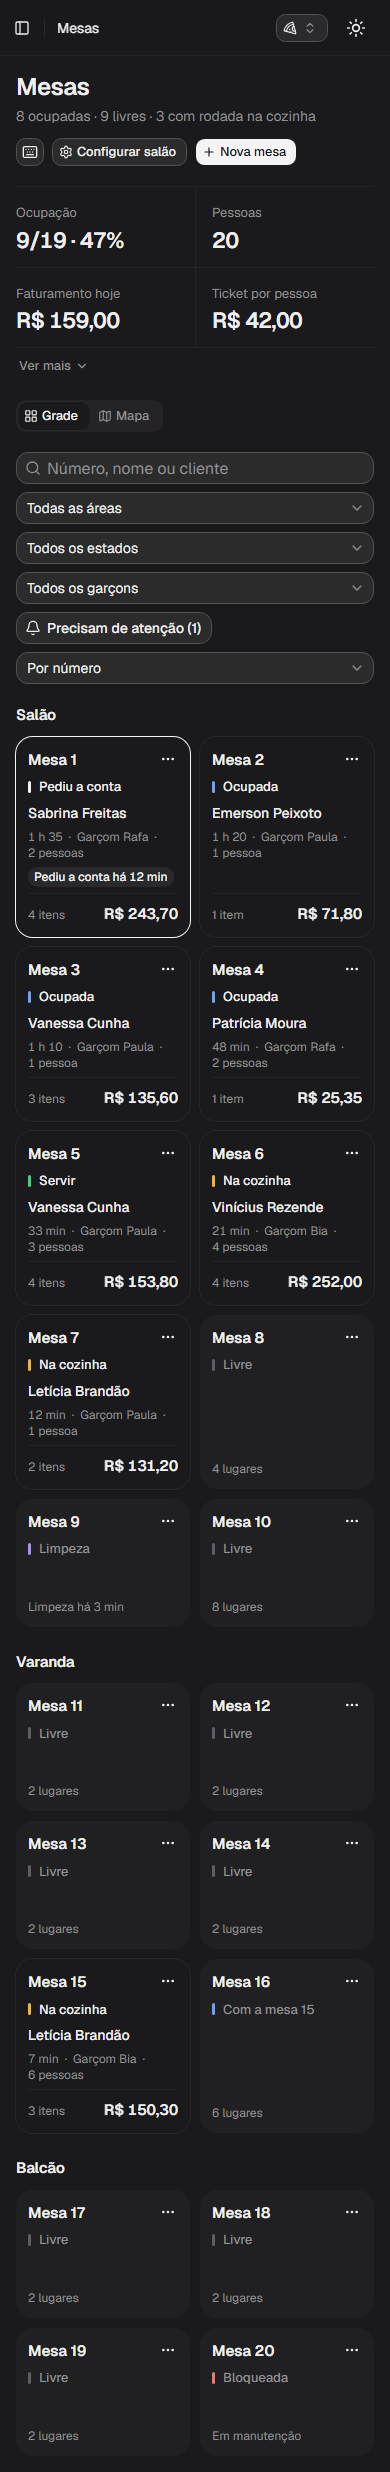 Mesas
Mesas
8 ocupadas · 9 livres · 3 com rodada na cozinha
Configurar salão
Nova mesa
Ocupação
9/19 · 47%
Pessoas
20
Faturamento hoje
R$ 159,00
Ticket por pessoa
R$ 42,00
Ver mais
Grade
Mapa
Número, nome ou cliente
Todas as áreas
Todos os estados
Todos os garçons
Precisam de atenção (1)
Por número
Salão
Mesa 1
Pediu a conta
Sabrina Freitas
1 h 35 · Garçom Rafa ·
2 pessoas
Pediu a conta há 12 min
4 itens
R$ 243,70
Mesa 2
Ocupada
Emerson Peixoto
1 h 20 · Garçom Paula ·
1 pessoa
1 item
R$ 71,80
Mesa 3
Ocupada
Vanessa Cunha
1 h 10 · Garçom Paula ·
1 pessoa
3 itens
R$ 135,60
Mesa 4
Ocupada
Patrícia Moura
48 min · Garçom Rafa ·
2 pessoas
1 item
R$ 25,35
Mesa 5
Servir
Vanessa Cunha
33 min · Garçom Paula ·
3 pessoas
4 itens
R$ 153,80
Mesa 6
Na cozinha
Vinícius Rezende
21 min · Garçom Bia ·
4 pessoas
4 itens
R$ 252,00
Mesa 7
Na cozinha
Letícia Brandão
12 min · Garçom Paula ·
1 pessoa
2 itens
R$ 131,20
Mesa 8
Livre
4 lugares
Mesa 9
Limpeza
Limpeza há 3 min
Mesa 10
Livre
8 lugares
Varanda
Mesa 11
Livre
2 lugares
Mesa 12
Livre
2 lugares
Mesa 13
Livre
2 lugares
Mesa 14
Livre
2 lugares
Mesa 15
Na cozinha
Letícia Brandão
7 min · Garçom Bia ·
6 pessoas
3 itens
R$ 150,30
Mesa 16
Com a mesa 15
6 lugares
Balcão
Mesa 17
Livre
2 lugares
Mesa 18
Livre
2 lugares
Mesa 19
Livre
2 lugares
Mesa 20
Bloqueada
Em manutenção